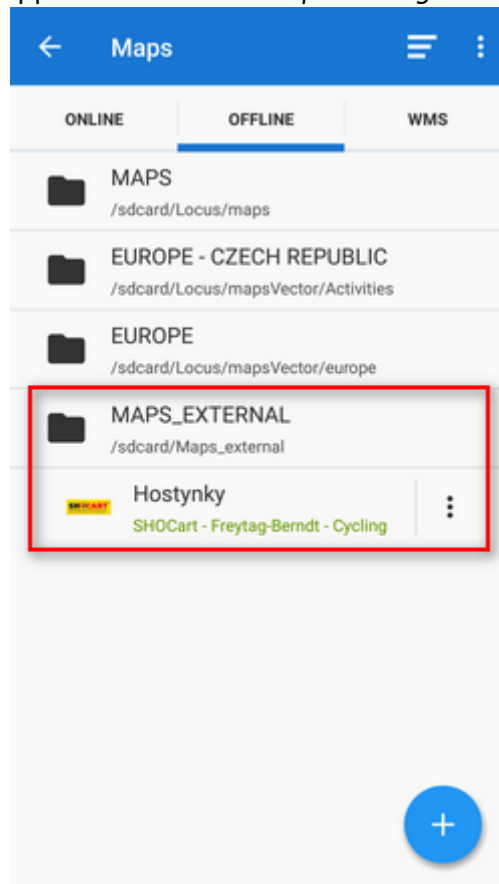 Maps
ONLINE OFFLINE WMS
MAPS
/sdcard/Locus/maps
EUROPE - CZECH REPUBLIC
/sdcard/Locus/mapsVector/Activities
EUROPE
/sdcard/Locus/mapsVector/europe
MAPS_EXTERNAL
/sdcard/Maps_external
Hostynky
SHOCART
SHOCart - Freytag-Berndt - Cycling